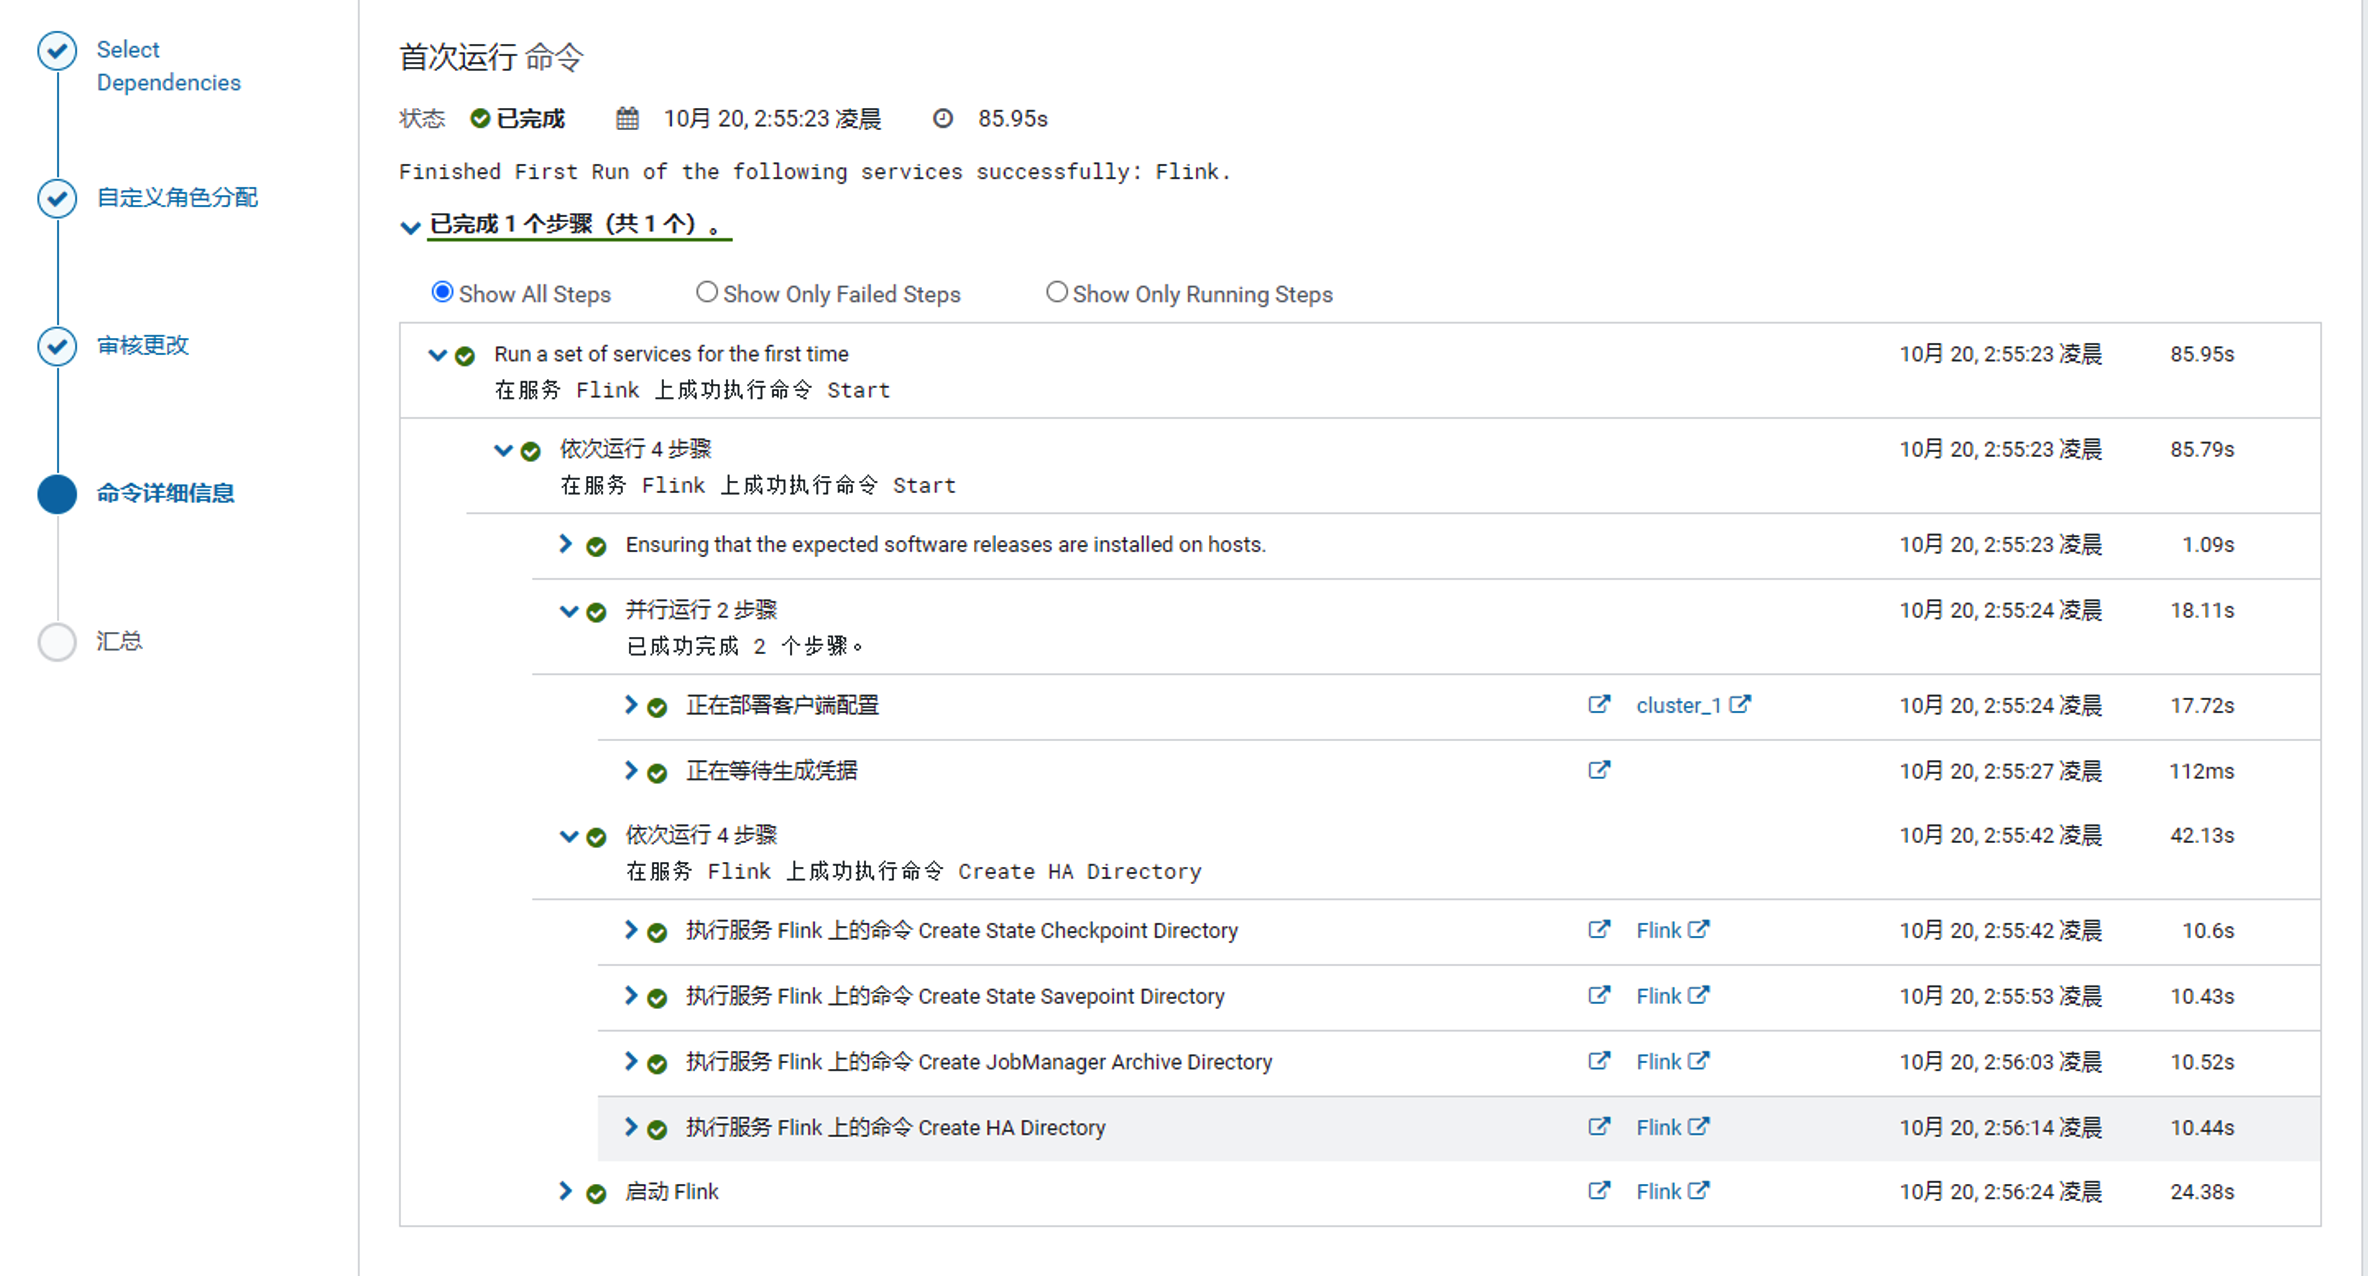 Select
Dependencies
自定义角色分配
审核更改
命令详细信息
汇总
首次运行 命令
状态 已完成 10月 20, 2:55:23 凌晨 85.95s
Finished First Run of the following services successfully: Flink.
已完成 1 个步骤（共 1 个）。
Show All Steps Show Only Failed Steps Show Only Running Steps
Run a set of services for the first time 10月 20, 2:55:23 凌晨 85.95s
在服务 Flink 上成功执行命令 Start
依次运行 4 步骤 10月 20, 2:55:23 凌晨 85.79s
在服务 Flink 上成功执行命令 Start
Ensuring that the expected software releases are installed on hosts. 10月 20, 2:55:23 凌晨 1.09s
并行运行 2 步骤 10月 20, 2:55:24 凌晨 18.11s
已成功完成 2 个步骤。
正在部署客户端配置 cluster_1 10月 20, 2:55:24 凌晨 17.72s
正在等待生成凭据 10月 20, 2:55:27 凌晨 112ms
依次运行 4 步骤 10月 20, 2:55:42 凌晨 42.13s
在服务 Flink 上成功执行命令 Create HA Directory
执行服务 Flink 上的命令 Create State Checkpoint Directory Flink 10月 20, 2:55:42 凌晨 10.6s
执行服务 Flink 上的命令 Create State Savepoint Directory Flink 10月 20, 2:55:53 凌晨 10.43s
执行服务 Flink 上的命令 Create JobManager Archive Directory Flink 10月 20, 2:56:03 凌晨 10.52s
执行服务 Flink 上的命令 Create HA Directory Flink 10月 20, 2:56:14 凌晨 10.44s
启动 Flink Flink 10月 20, 2:56:24 凌晨 24.38s